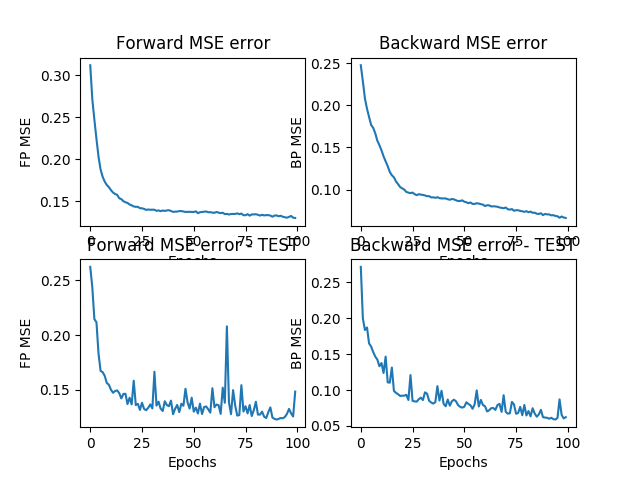 Forward MSE error
0.30
0.25
0.20
0.15
FP MSE
0 25 50 75 100
Epochs
Backward MSE error
0.25
0.20
0.15
0.10
BP MSE
0 25 50 75 100
Epochs
Forward MSE error - TEST
0.25
0.20
0.15
FP MSE
0 25 50 75 100
Epochs
Backward MSE error - TEST
0.25
0.20
0.15
0.10
0.05
BP MSE
0 25 50 75 100
Epochs